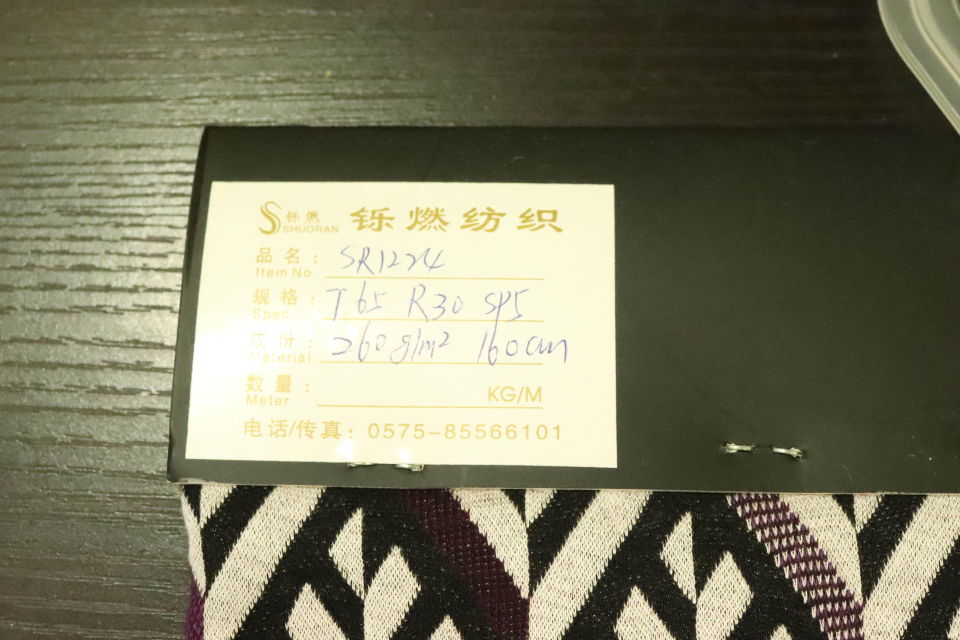 铄燃 SHUORAN 铄燃纺织
品名: SR1224
Item No.
规格: T65 R30 SP5
Spec.
成份: 260g/m² 160cm
Material
数量:
Meter KG/M
电话/传真: 0575-85566101